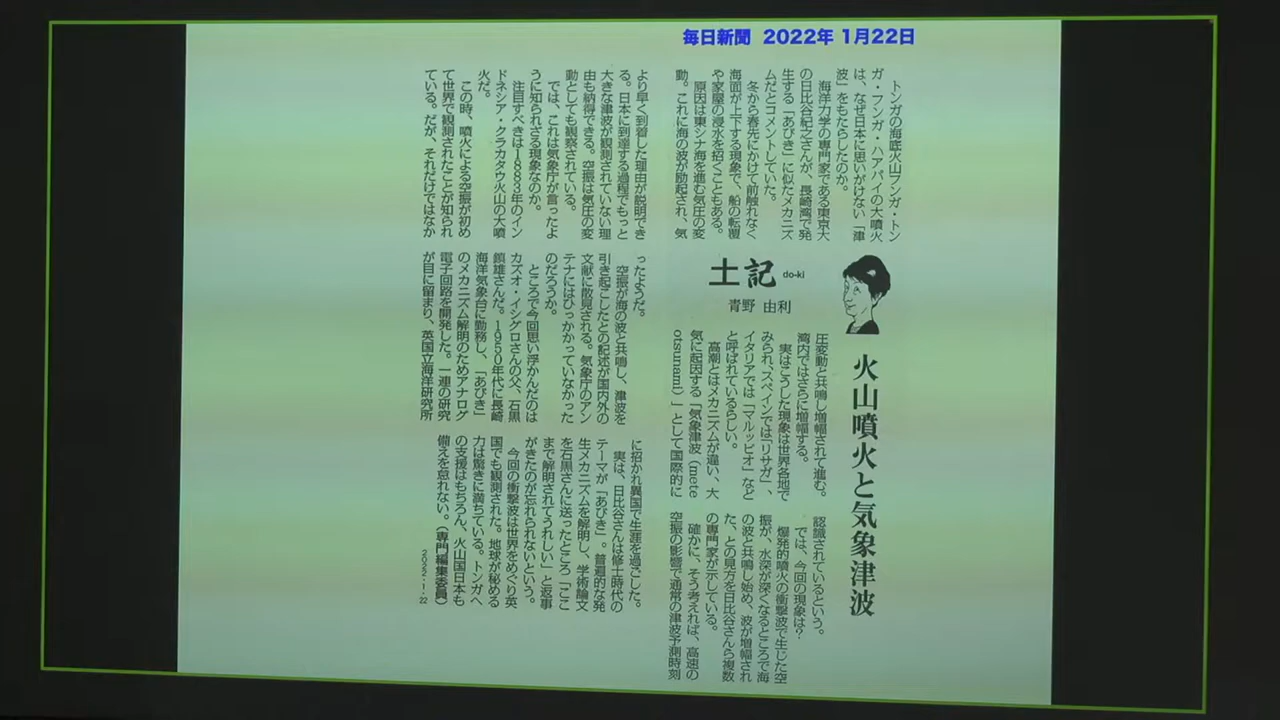 毎日新聞 2022年 1月22日
トンガの海底火山フンガ・トン
ガ・フンガ・ハアパイの大噴火
は、なぜ日本に思いがけない「津
波」をもたらしたのか。
海洋力学の専門家である東京大
の日比谷紀之さんが、長崎湾で発
生する「あびき」に似たメカニズ
ムだとコメントしていた。
冬から春先にかけて前触れなく
海面が上下する現象で、船の転覆
や家屋の浸水を招くこともある。
原因は東シナ海を進む気圧の変
動。これに海の波が励起され、気
土記 do-ki
青野 由利
火山噴火と気象津波
圧変動と共鳴し増幅されて進む。
湾内ではさらに増幅する。
実はこうした現象は世界各地で
みられ、スペインでは「リサガ」、
イタリアでは「マルッビオ」など
と呼ばれているらしい。
高潮とはメカニズムが違い、大
気に起因する「気象津波（mete
otsunami）」として国際的に
認識されているという。
では、今回の現象は？
爆発的噴火の衝撃波で生じた空
振が、水深が深くなるところで海
の波と共鳴し始め、波が増幅され
た、との見方を日比谷さんら複数
の専門家が示している。
確かに、そう考えれば、高速の
空振の影響で通常の津波予測時刻
より早く到着した理由が説明でき
る。日本に到達する過程でもっと
大きな津波が観測されていない理
由も納得できる。空振は気圧の変
動としても観察されている。
では、これは気象庁が言ったよ
うに知られざる現象なのか。
注目すべきは1883年のイン
ドネシア・クラカタウ火山の大噴
火だ。
この時、噴火による空振が初め
て世界で観測されたことが知られ
ている。だが、それだけではなか
ったようだ。
空振が海の波と共鳴し、津波を
引き起こしたとの記述が国内外の
文献に散見される。気象庁のアン
テナにはひっかかっていなかった
のだろうか。
ところで今回思い浮かんだのは
カズオ・イシグロさんの父、石黒
鎮雄さんだ。1950年代に長崎
海洋気象台に勤務し、「あびき」
のメカニズム解明のためアナログ
電子回路を開発した。一連の研究
が目に留まり、英国立海洋研究所
に招かれ異国で生涯を過ごした。
実は、日比谷さんは修士時代の
テーマが「あびき」。普遍的な発
生メカニズムを解明し、学術論文
を石黒さんに送ったところ「ここ
まで解明されてうれしい」と返事
がきたのが忘れられないという。
今回の衝撃波は世界をめぐり英
国でも観測された。地球が秘める
力は驚きに満ちている。トンガへ
の支援はもちろん、火山国日本も
備えを怠れない。（専門編集委員）
2022・1・22